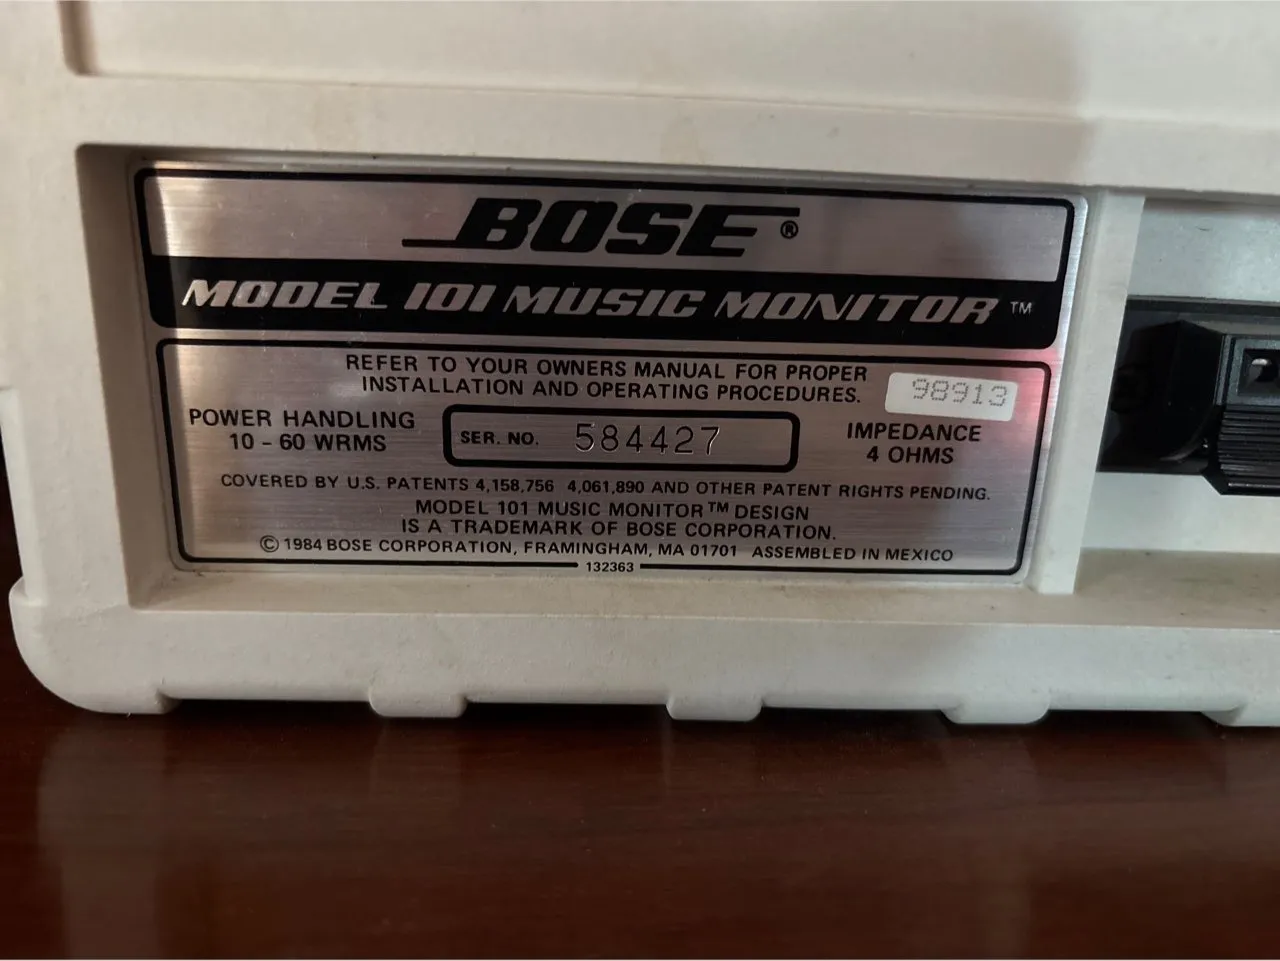 BOSE®
MODEL 101 MUSIC MONITOR™
REFER TO YOUR OWNERS MANUAL FOR PROPER
INSTALLATION AND OPERATING PROCEDURES.
98913
POWER HANDLING
10 - 60 WRMS
SER. NO. 584427
IMPEDANCE
4 OHMS
COVERED BY U.S. PATENTS 4,158,756 4,061,890 AND OTHER PATENT RIGHTS PENDING.
MODEL 101 MUSIC MONITOR™ DESIGN
IS A TRADEMARK OF BOSE CORPORATION.
© 1984 BOSE CORPORATION, FRAMINGHAM, MA 01701 ASSEMBLED IN MEXICO
132363